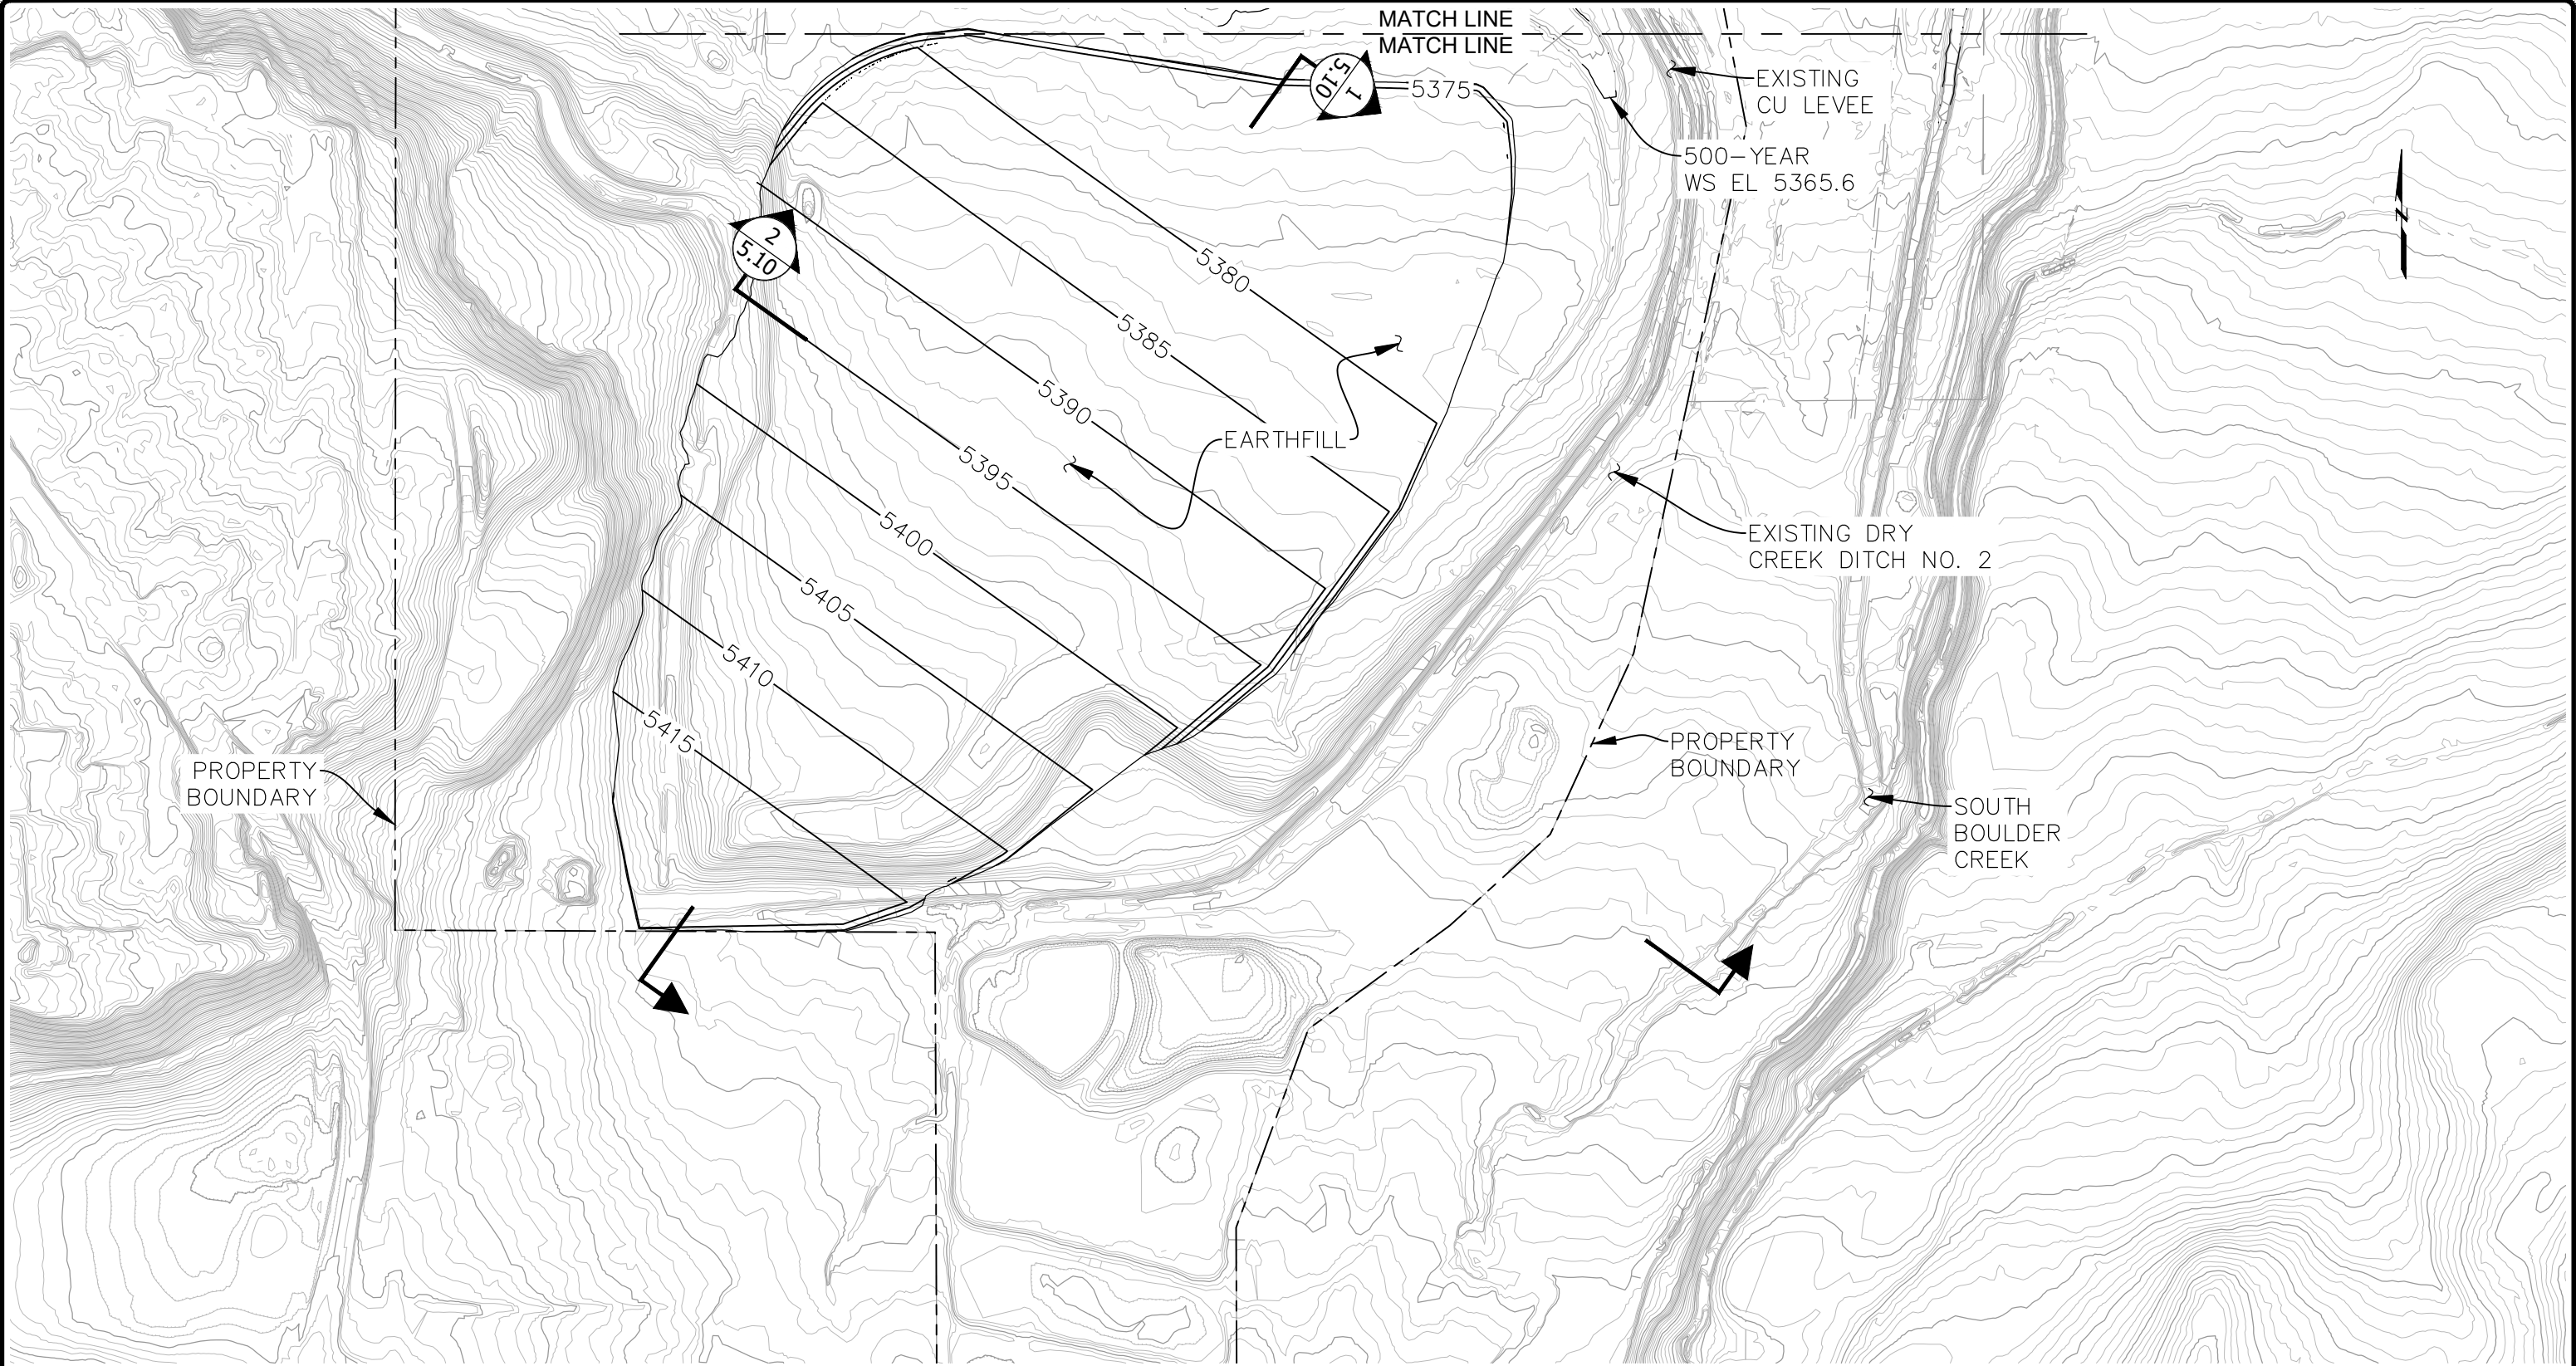 MATCH LINE
MATCH LINE
EXISTING
CU LEVEE
1
5.10
5375
500-YEAR
WS EL 5365.6
N
2
5.10
5380
5385
5390
EARTHFILL
5395
5400
EXISTING DRY
CREEK DITCH NO. 2
5405
5410
5415
PROPERTY
BOUNDARY
PROPERTY
BOUNDARY
SOUTH
BOULDER
CREEK